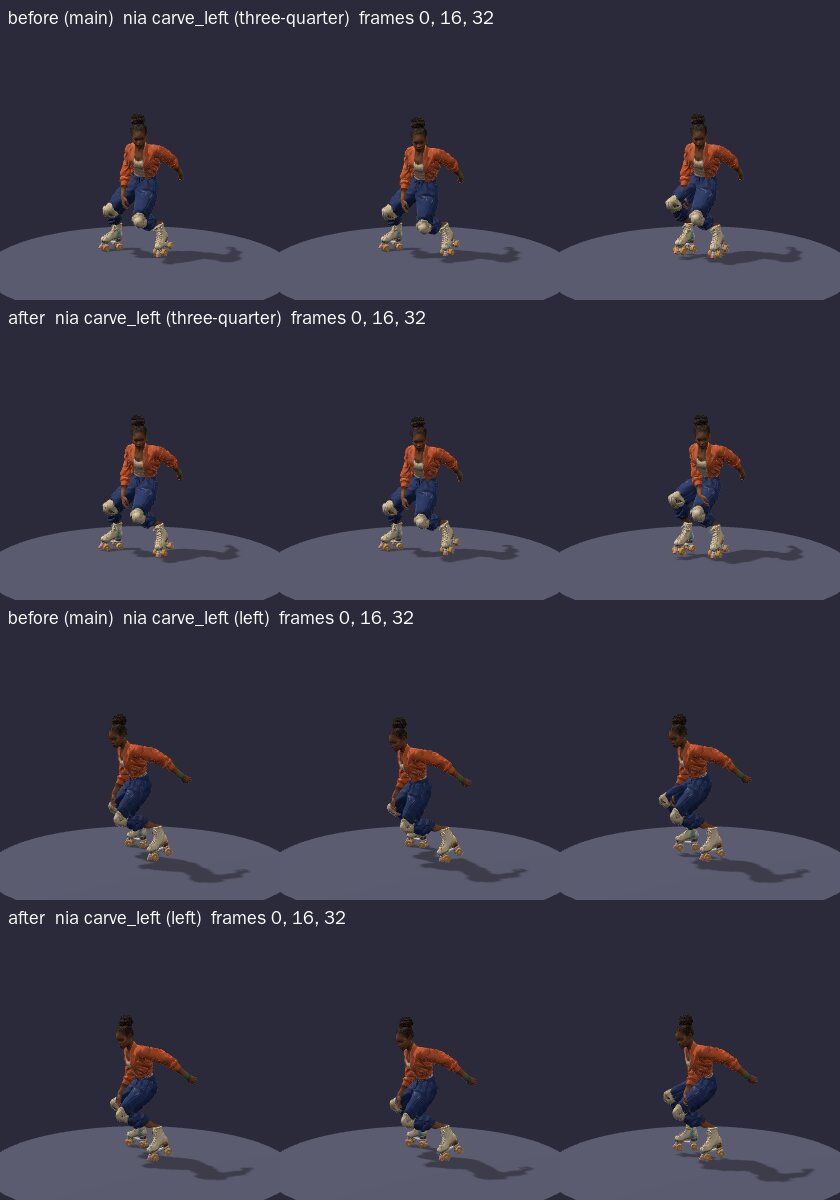 before (main)  nia carve_left (three-quarter)  frames 0, 16, 32
after  nia carve_left (three-quarter)  frames 0, 16, 32
before (main)  nia carve_left (left)  frames 0, 16, 32
after  nia carve_left (left)  frames 0, 16, 32